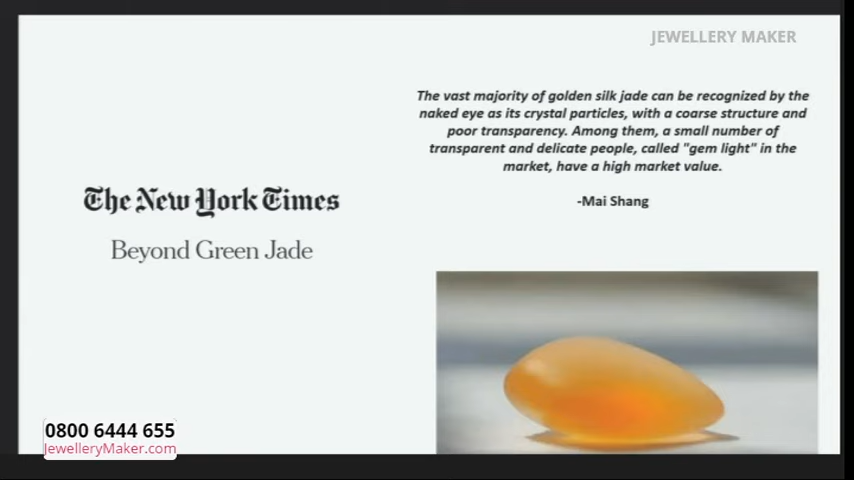 JEWELLERY MAKER
The vast majority of golden silk jade can be recognized by the
naked eye as its crystal particles, with a coarse structure and
poor transparency. Among them, a small number of
transparent and delicate people, called "gem light" in the
market, have a high market value.
-Mai Shang
The New York Times
Beyond Green Jade
0800 6444 655
JewelleryMaker.com